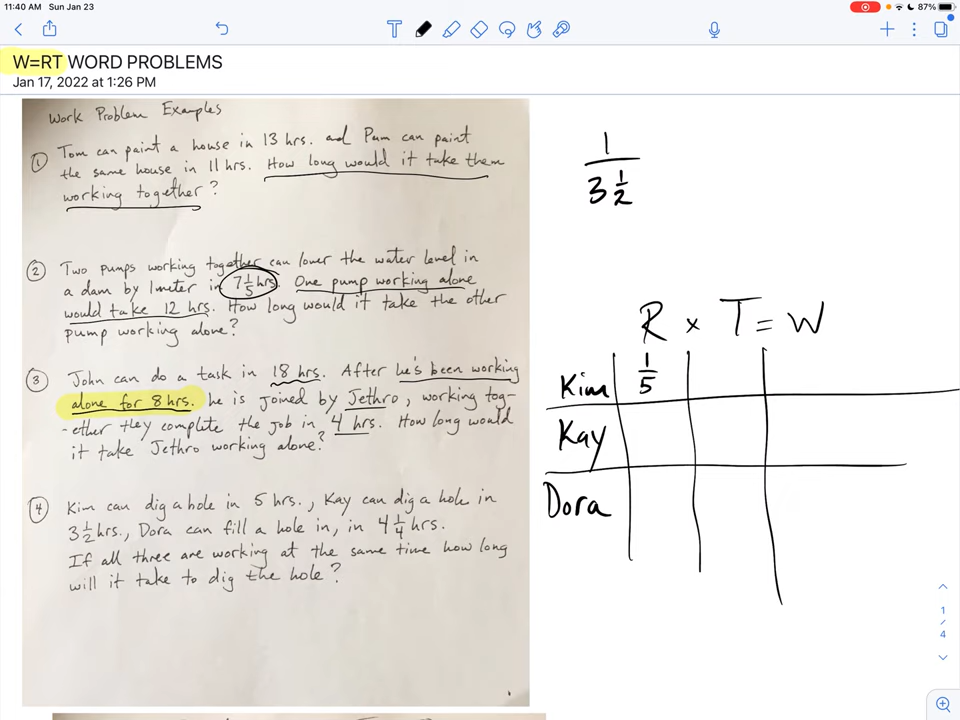 11:40 AM Sun Jan 23
87%
W=RT WORD PROBLEMS
Jan 17, 2022 at 1:26 PM
Work Problem Examples
① Tom can paint a house in 13 hrs. and Pam can paint
the same house in 11 hrs. How long would it take them
working together?
② Two pumps working together can lower the water level in
a dam by 1 meter in 7 1/5 hrs. One pump working alone
would take 12 hrs. How long would it take the other
pump working alone?
③ John can do a task in 18 hrs. After he's been working
alone for 8 hrs. he is joined by Jethro, working tog-
-ether they complete the job in 4 hrs. How long would
it take Jethro working alone?
④ Kim can dig a hole in 5 hrs., Kay can dig a hole in
3 1/2 hrs., Dora can fill a hole in, in 4 1/4 hrs.
If all three are working at the same time how long
will it take to dig the hole?
1
3 1/2
R x T = W
Kim 1/5
Kay
Dora
1
/
4